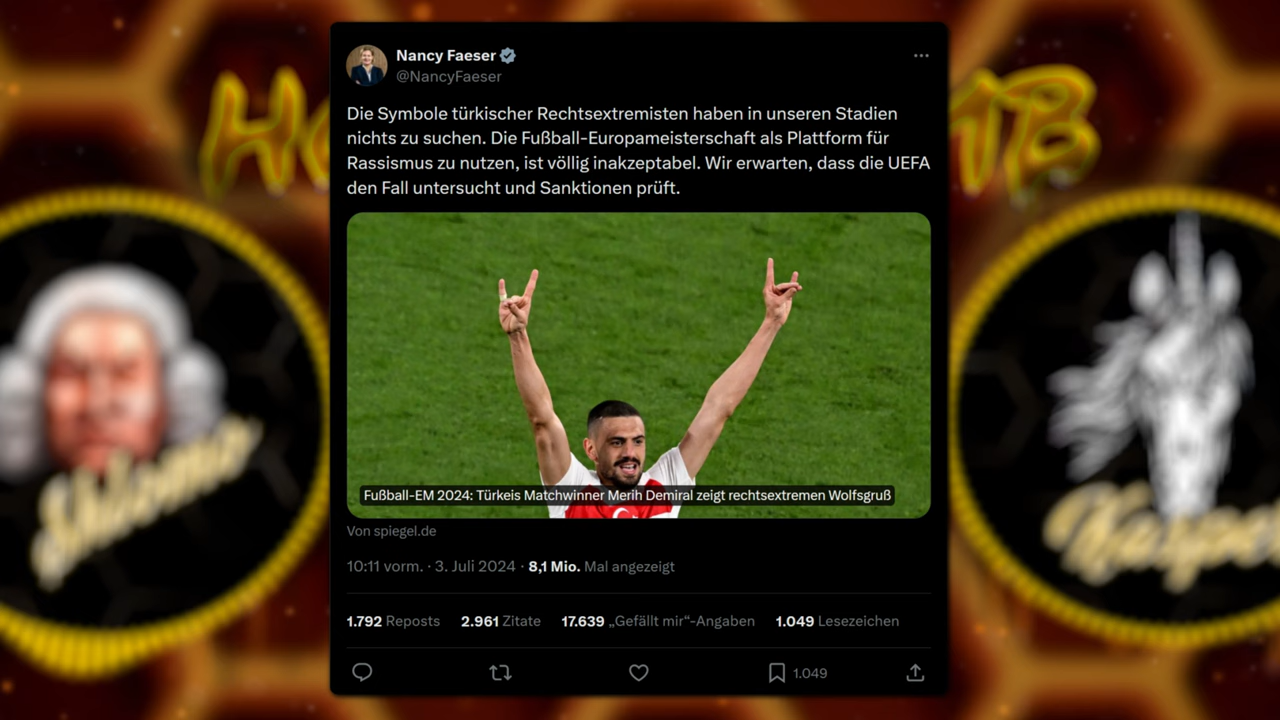 Nancy Faeser
@NancyFaeser
Die Symbole türkischer Rechtsextremisten haben in unseren Stadien
nichts zu suchen. Die Fußball-Europameisterschaft als Plattform für
Rassismus zu nutzen, ist völlig inakzeptabel. Wir erwarten, dass die UEFA
den Fall untersucht und Sanktionen prüft.
Fußball-EM 2024: Türkeis Matchwinner Merih Demiral zeigt rechtsextremen Wolfsgruß
Von spiegel.de
10:11 vorm. · 3. Juli 2024 · 8,1 Mio. Mal angezeigt
1.792 Reposts 2.961 Zitate 17.639 „Gefällt mir“-Angaben 1.049 Lesezeichen
1.049